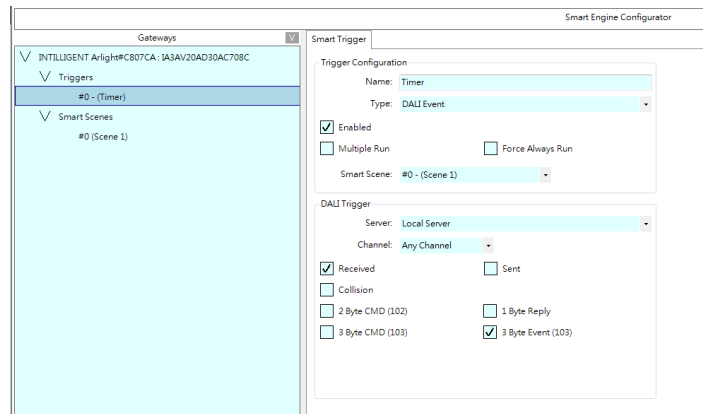 Smart Engine Configurator
Gateways V
INTILLIGENT Arlight#C807CA : IA3AV20AD30AC708C
Triggers
#0 - (Timer)
Smart Scenes
#0 (Scene 1)
Smart Trigger
Trigger Configuration
Name: Timer
Type: DALI Event
Enabled
Multiple Run Force Always Run
Smart Scene: #0 - (Scene 1)
DALI Trigger
Server: Local Server
Channel: Any Channel
Received Sent
Collision
2 Byte CMD (102) 1 Byte Reply
3 Byte CMD (103) 3 Byte Event (103)